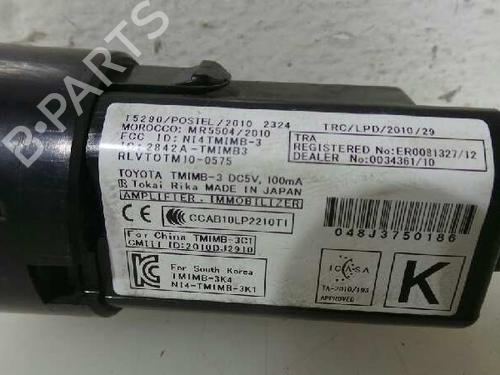 B-PARTS
15290/POSTEL/2010 2324
MOROCCO: MR5504/2010
FCC ID: NI4TMIMB-3
IC: 2842A-TMIMB3
RLVTOTM10-0575
TRC/LPD/2010/29
TRA
REGISTERED No:ER0081327/12
DEALER No:0034361/10
TOYOTA TMIMB-3 DC5V, 100mA
Tokai Rika MADE IN JAPAN
AMPLIFIER, IMMOBILIZER
CCAB10LP2210T1
For China TMIMB-3C1
CMIIT ID:2010DJ2910
048J3750186
For South Korea
TMIMB-3K4
NI4-TMIMB-3K1
ICASA
TA-2010/193
APPROVED
K